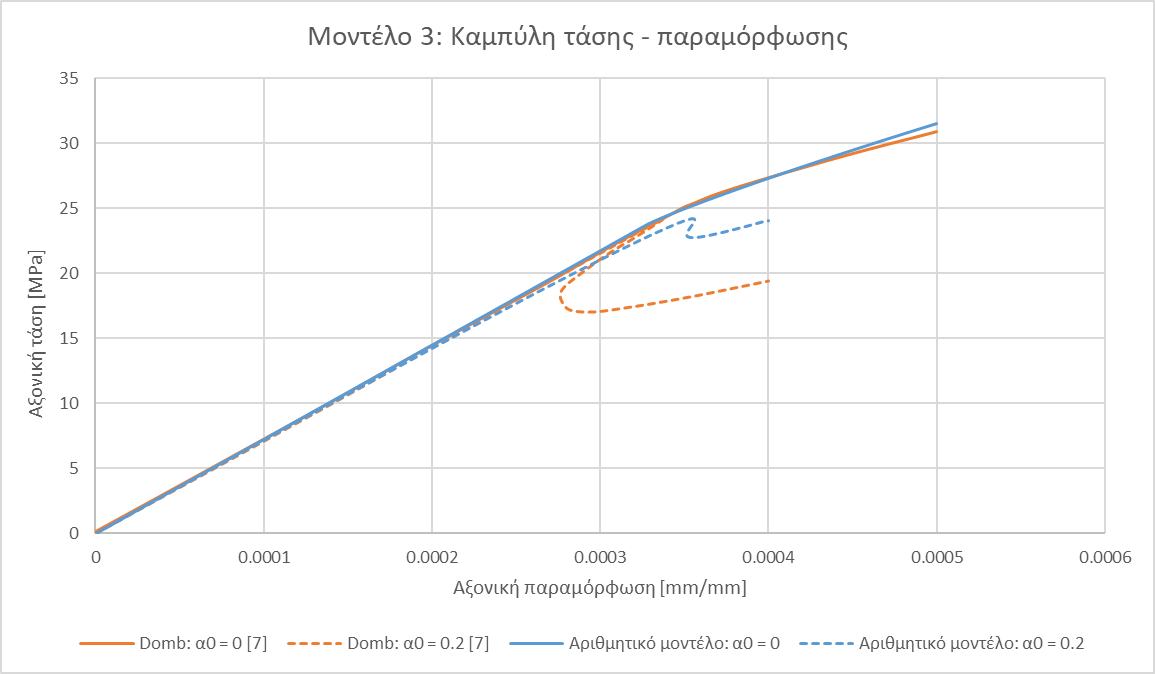 Μοντέλο 3: Καμπύλη τάσης - παραμόρφωσης
35
30
25
20
15
10
5
0
Αξονική τάση [MPa]
0 0.0001 0.0002 0.0003 0.0004 0.0005 0.0006
Αξονική παραμόρφωση [mm/mm]
Domb: α0 = 0 [7] Domb: α0 = 0.2 [7] Αριθμητικό μοντέλο: α0 = 0 Αριθμητικό μοντέλο: α0 = 0.2